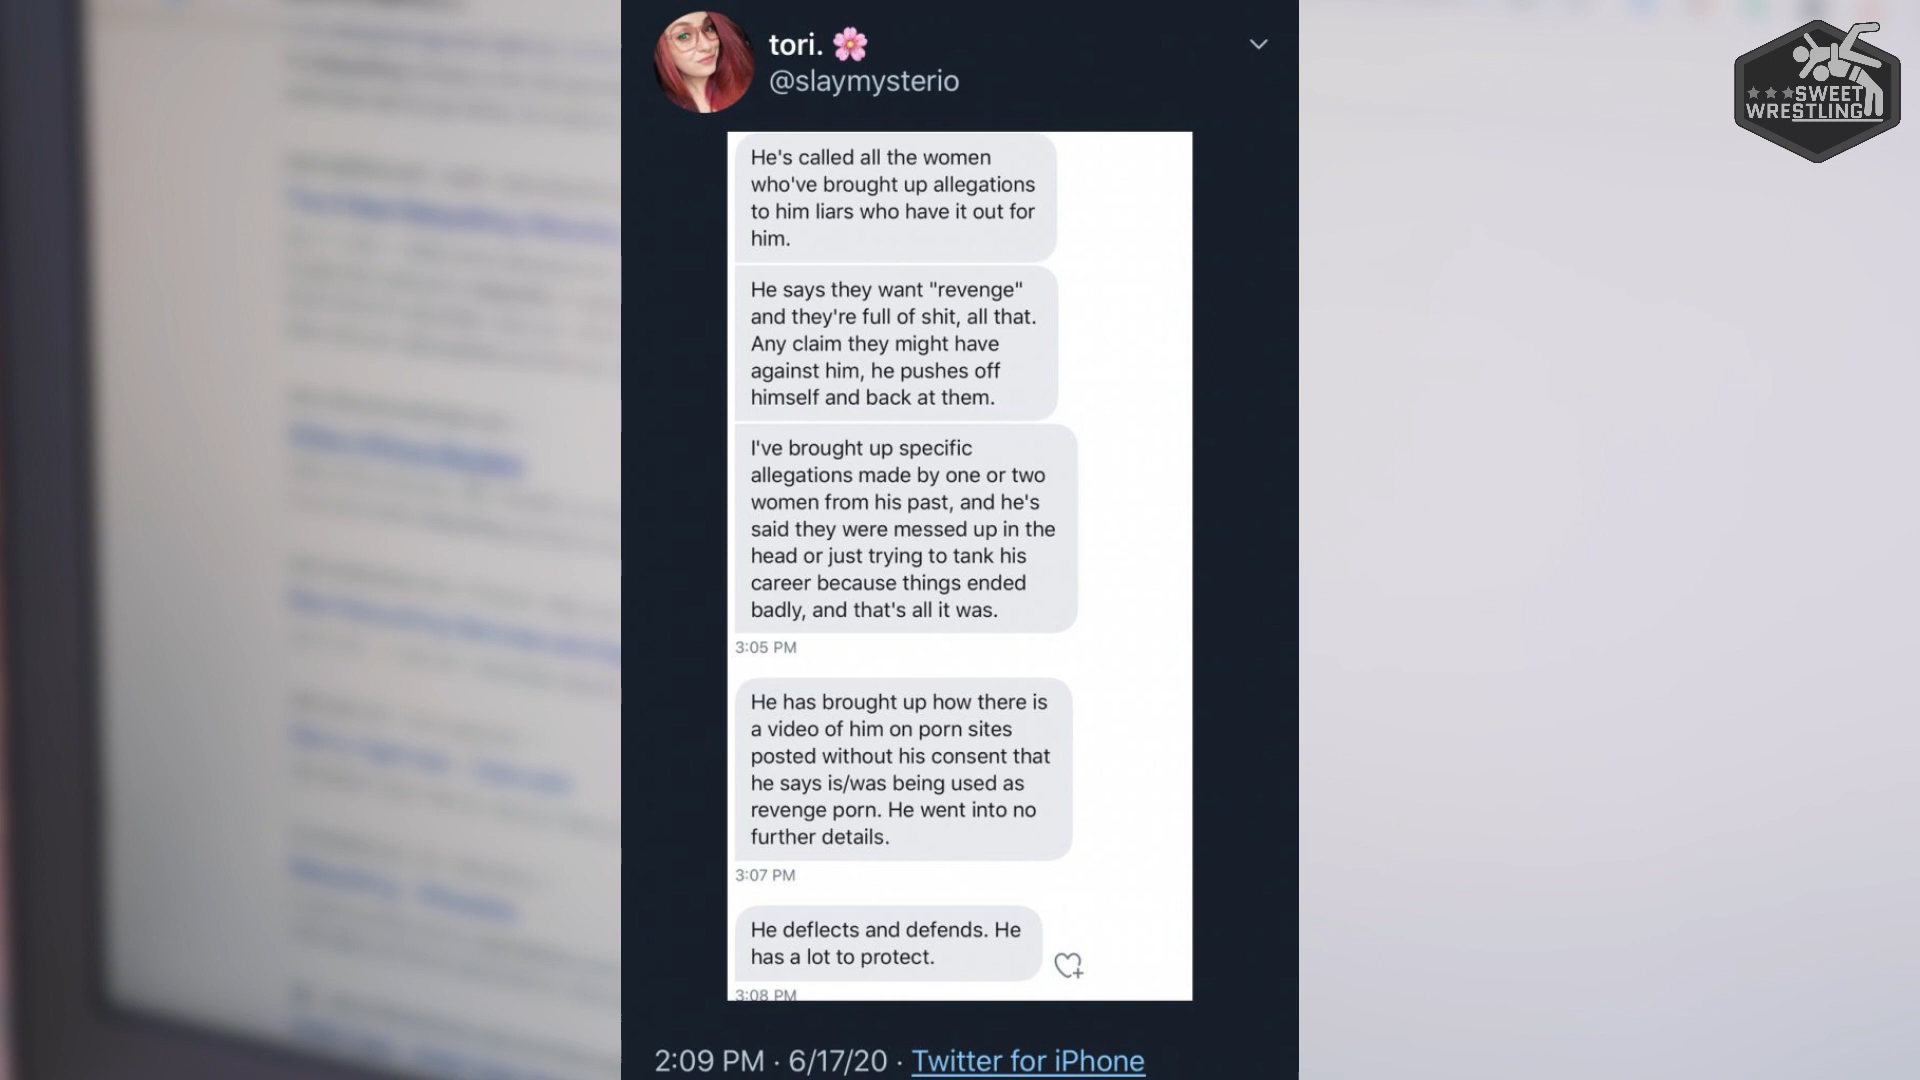 tori. 🌸
@slaymysterio
SWEET
WRESTLING
He's called all the women
who've brought up allegations
to him liars who have it out for
him.
He says they want "revenge"
and they're full of shit, all that.
Any claim they might have
against him, he pushes off
himself and back at them.
I've brought up specific
allegations made by one or two
women from his past, and he's
said they were messed up in the
head or just trying to tank his
career because things ended
badly, and that's all it was.
3:05 PM
He has brought up how there is
a video of him on porn sites
posted without his consent that
he says is/was being used as
revenge porn. He went into no
further details.
3:07 PM
He deflects and defends. He
has a lot to protect.
3:08 PM
2:09 PM · 6/17/20 · Twitter for iPhone